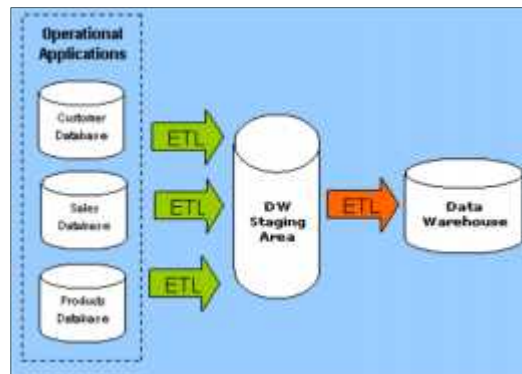 Operational
Applications
Customer
Database
ETL
Sales
Database
ETL
DW
Staging
Area
ETL
Data
Warehouse
Products
Database
ETL